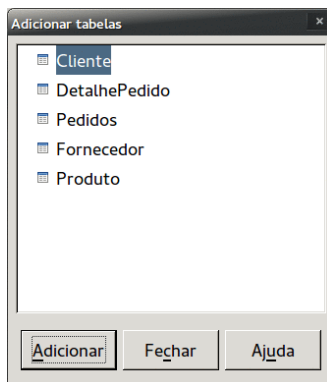 Adicionar tabelas
Cliente
DetalhePedido
Pedidos
Fornecedor
Produto
Adicionar Fechar Ajuda